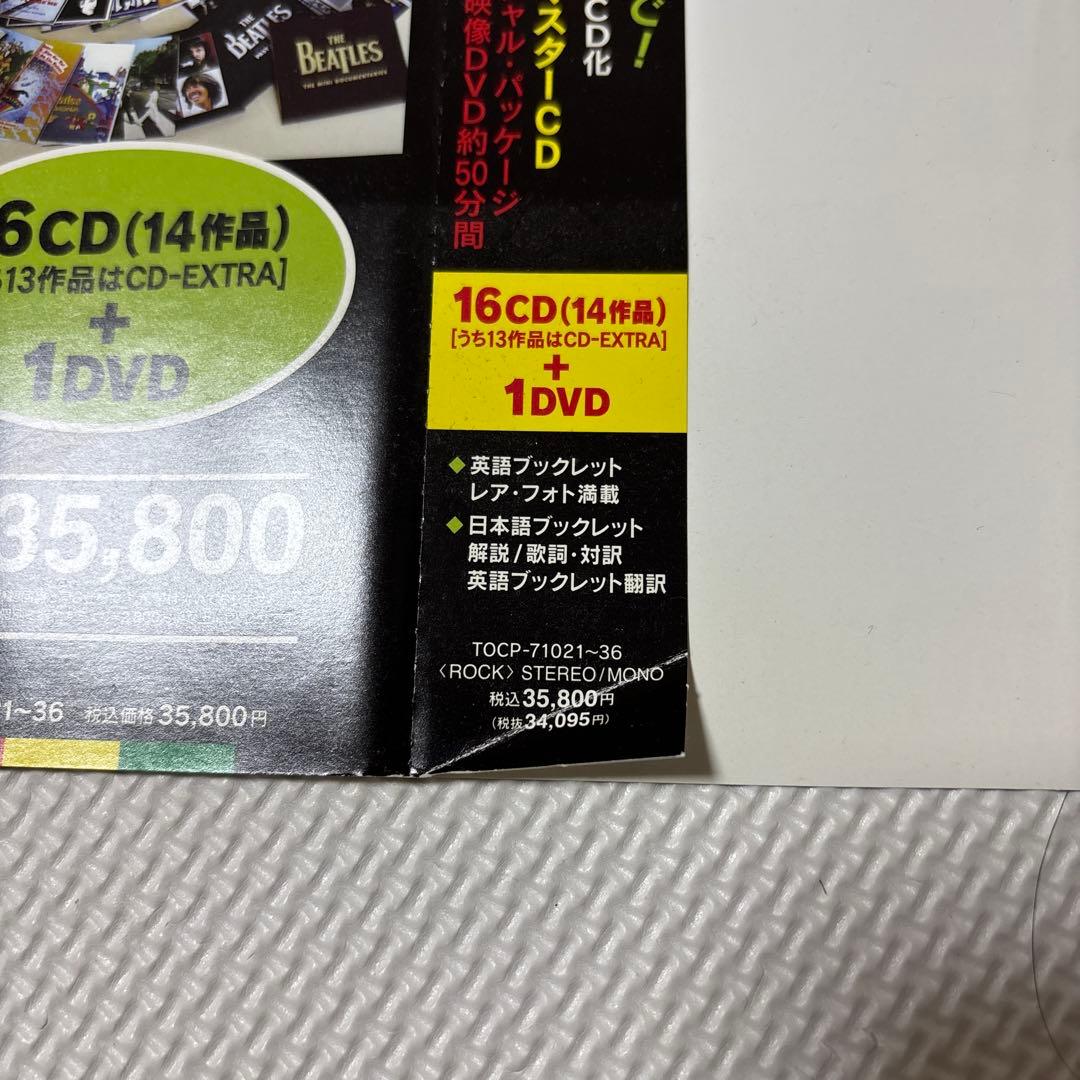 THE
BEATLES
THE
BEATLES
THE MINI DOCUMENTARIES
6CD(14作品)
13作品はCD-EXTRA]
+
1DVD
35,800
1~36 税込価格 35,800円
で!
CD化
スターCD
ャル・パッケージ
映像DVD約50分間
16CD(14作品)
[うち13作品はCD-EXTRA]
+
1DVD
◆英語ブックレット
レア・フォト満載
◆日本語ブックレット
解説/歌詞・対訳
英語ブックレット翻訳
TOCP-71021~36
〈ROCK〉 STEREO/MONO
税込35,800円
(税抜34,095円)